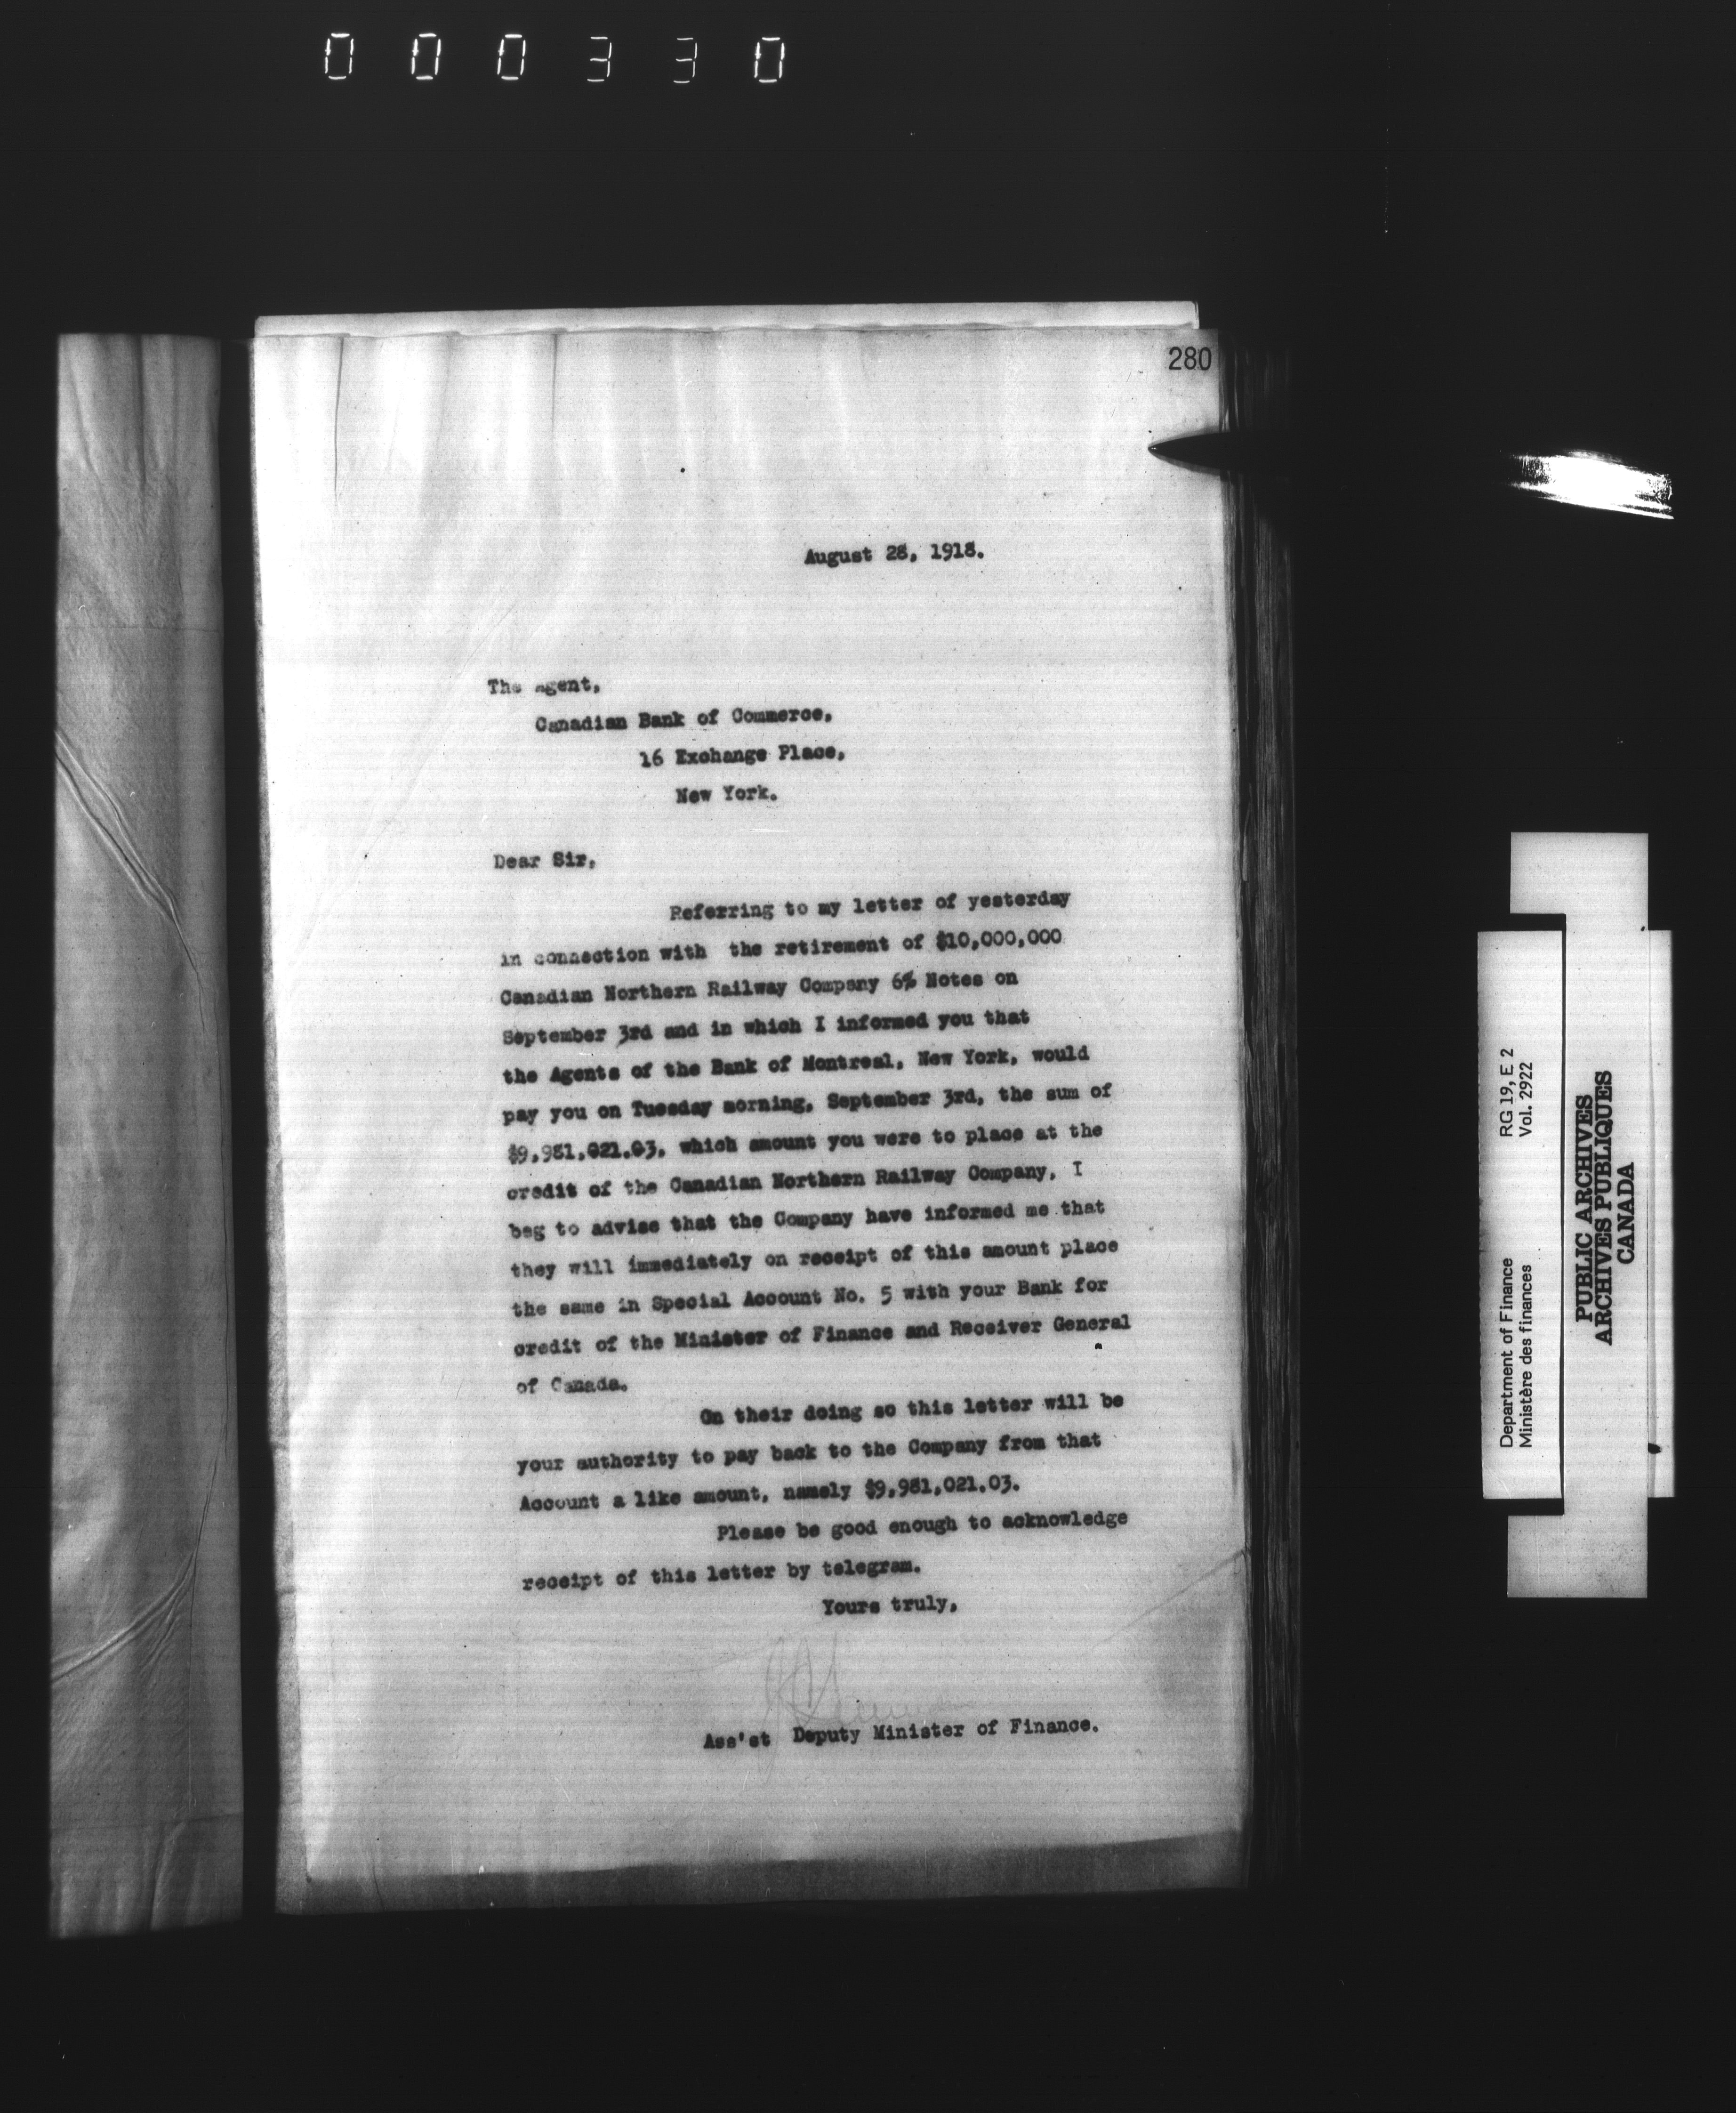 000330
280
August 28, 1918.
The Agent,
Canadian Bank of Commerce,
16 Exchange Place,
New York.
Dear Sir,
Referring to my letter of yesterday
in connection with the retirement of $10,000,000
Canadian Northern Railway Company 6% Notes on
September 3rd and in which I informed you that
the Agents of the Bank of Montreal, New York, would
pay you on Tuesday morning, September 3rd, the sum of
$9,981,021.03, which amount you were to place at the
credit of the Canadian Northern Railway Company, I
beg to advise that the Company have informed me that
they will immediately on receipt of this amount place
the same in Special Account No. 5 with your Bank for
credit of the Minister of Finance and Receiver General
of Canada.
On their doing so this letter will be
your authority to pay back to the Company from that
Account a like amount, namely $9,981,021.03.
Please be good enough to acknowledge
receipt of this letter by telegram.
Yours truly,
Ass't Deputy Minister of Finance.
Department of Finance RG 19, E 2
Ministère des finances Vol. 2922
PUBLIC ARCHIVES
ARCHIVES PUBLIQUES
CANADA